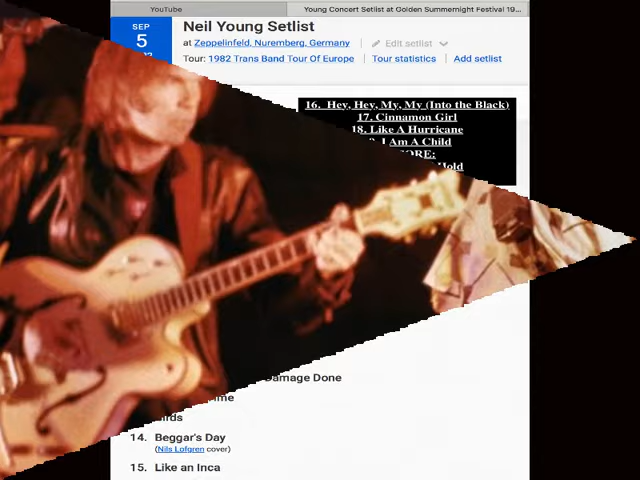 YouTube
Young Concert Setlist at Golden Summernight Festival 19...
SEP
5
Neil Young Setlist
at Zeppelinfeld, Nuremberg, Germany
Edit setlist
Tour: 1982 Trans Band Tour Of Europe
Tour statistics
Add setlist
16. Hey, Hey, My, My (Into the Black)
17. Cinnamon Girl
18. Like A Hurricane
I Am A Child
Hold
Damage Done
14. Beggar's Day
(Nils Lofgren cover)
15. Like an Inca